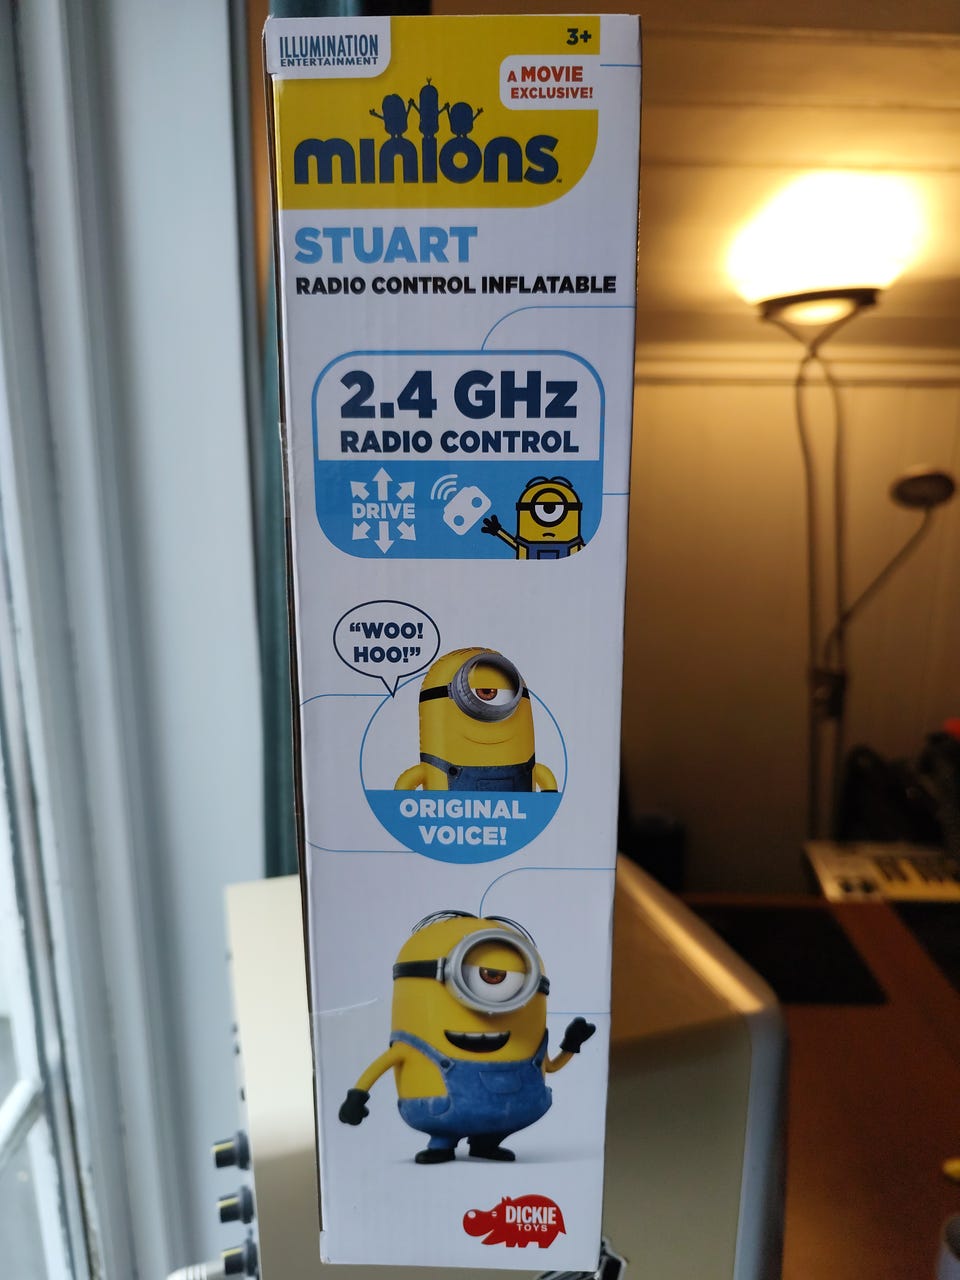 ILLUMINATION
ENTERTAINMENT
3+
A MOVIE
EXCLUSIVE!
minions
STUART
RADIO CONTROL INFLATABLE
2.4 GHz
RADIO CONTROL
DRIVE
“WOO!
HOO!”
ORIGINAL
VOICE!
DICKIE
TOYS